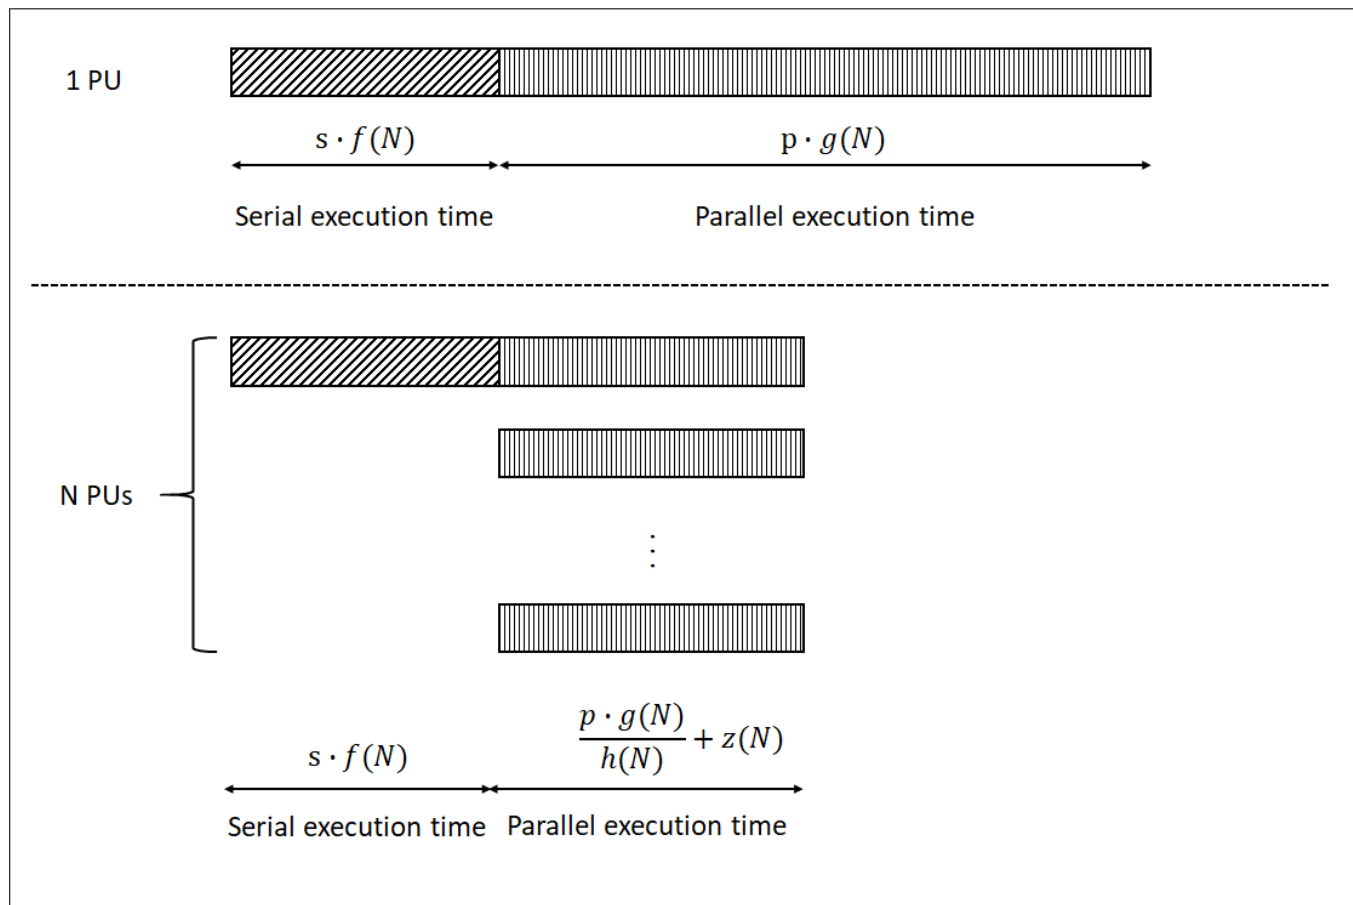 1 PU
s · f(N) p · g(N)
Serial execution time Parallel execution time
N PUs
⋮
s · f(N) p · g(N) / h(N) + z(N)
Serial execution time Parallel execution time